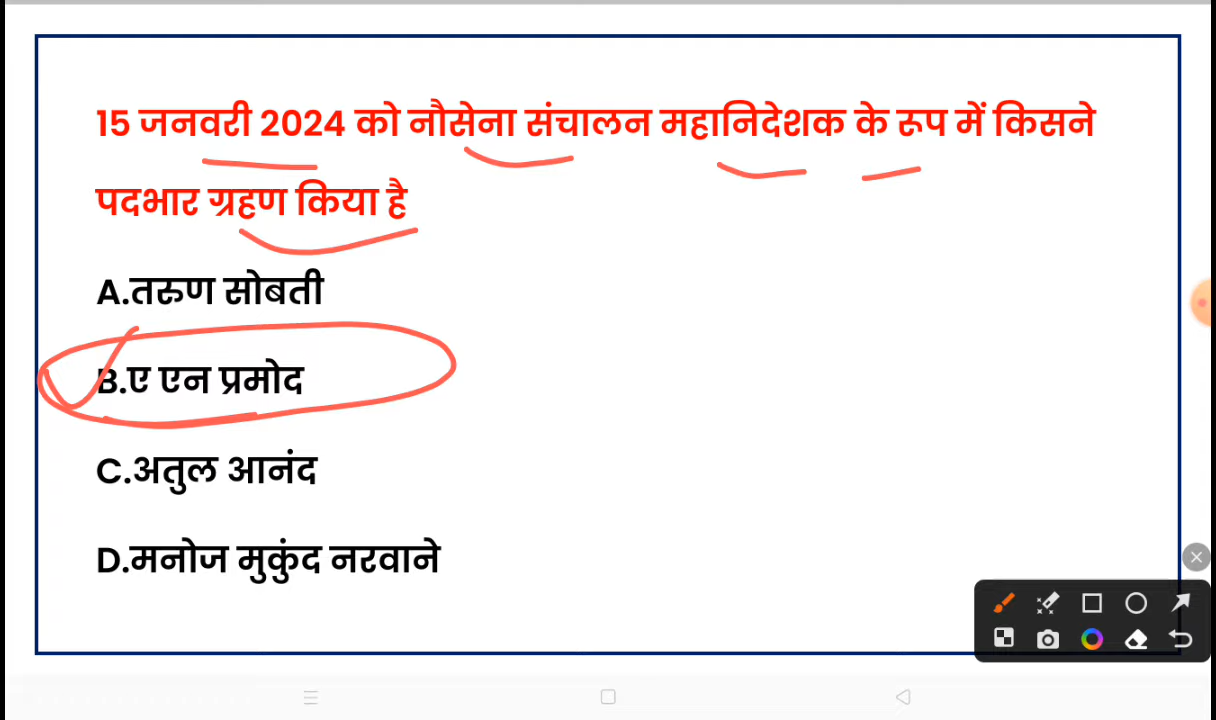 15 जनवरी 2024 को नौसेना संचालन महानिदेशक के रूप में किसने
पदभार ग्रहण किया है
A.तरुण सोबती
B.ए एन प्रमोद
C.अतुल आनंद
D.मनोज मुकुंद नरवाने